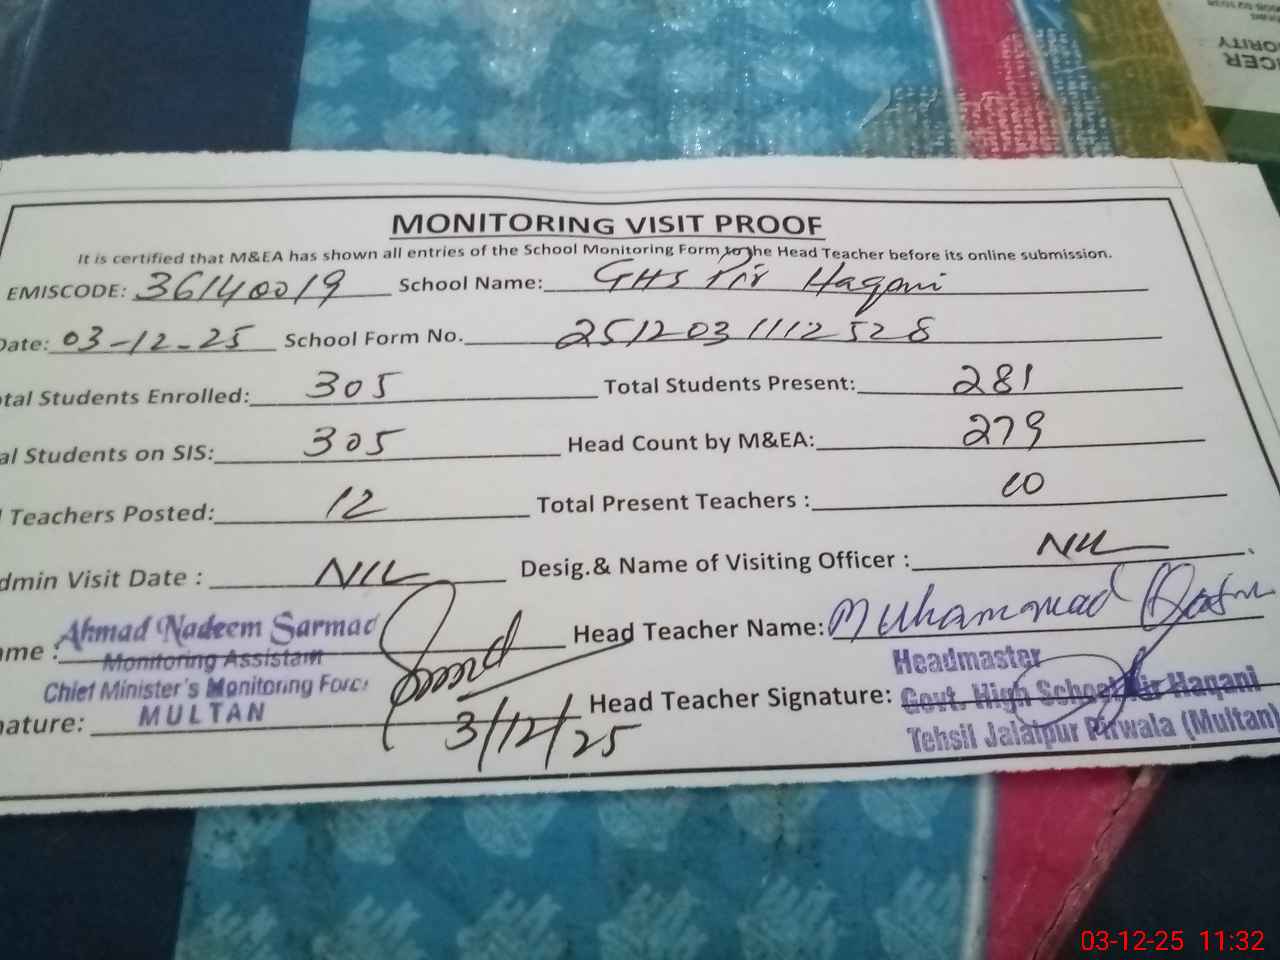 ORITY
MONITORING VISIT PROOF
It is certified that M&EA has shown all entries of the School Monitoring Form to the Head Teacher before its online submission.
EMISCODE: 36140019 School Name: GHS Pir Haqani
Date: 03-12-25 School Form No. 2512031112528
tal Students Enrolled: 305 Total Students Present: 281
al Students on SIS: 305 Head Count by M&EA: 279
l Teachers Posted: 12 Total Present Teachers : 10
dmin Visit Date : NIL Desig.& Name of Visiting Officer : NIL
ame : Ahmad Nadeem Sarmad Head Teacher Name: Muhammad
Monitoring Assistant
Headmaster
Chief Minister's Monitoring Force
Head Teacher Signature: Govt. High School Pir Haqani
nature: MULTAN
3/12/25
Tehsil Jalalpur Pirwala (Multan)
03-12-25 11:32